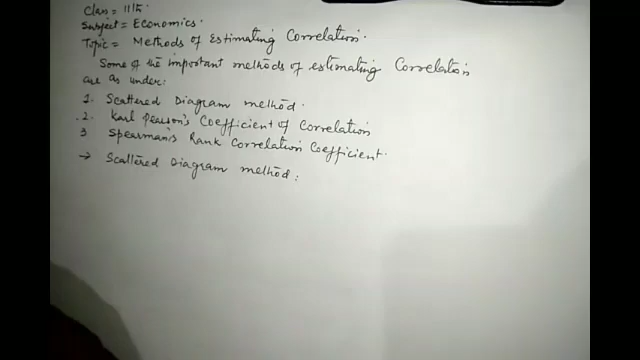 Class = 11th.
Subject = Economics.
Topic = Methods of Estimating Correlation.
Some of the important methods of estimating Correlation
are as under:
1. Scattered Diagram method.
2. Karl Pearson's Coefficient of Correlation
3 Spearman's Rank Correlation Coefficient.
→ Scattered Diagram method: